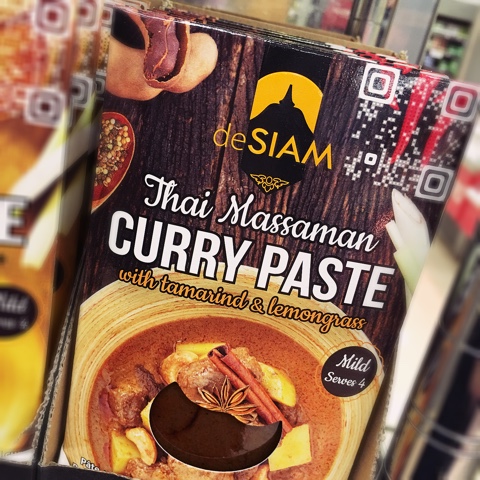 deSIAM
Thai Massaman
CURRY PASTE
with tamarind & lemongrass
Mild
Serves 4